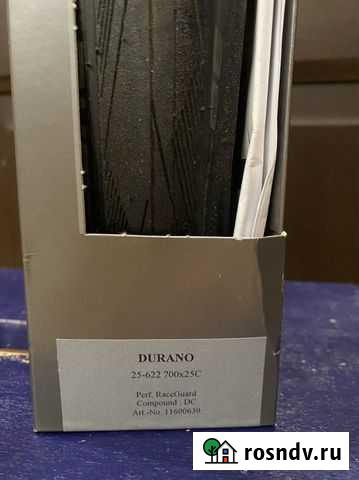 DURANO
25-622 700x25C
Perf. RaceGuard
Compound : DC
Art.-No. 11600630
rosndv.ru